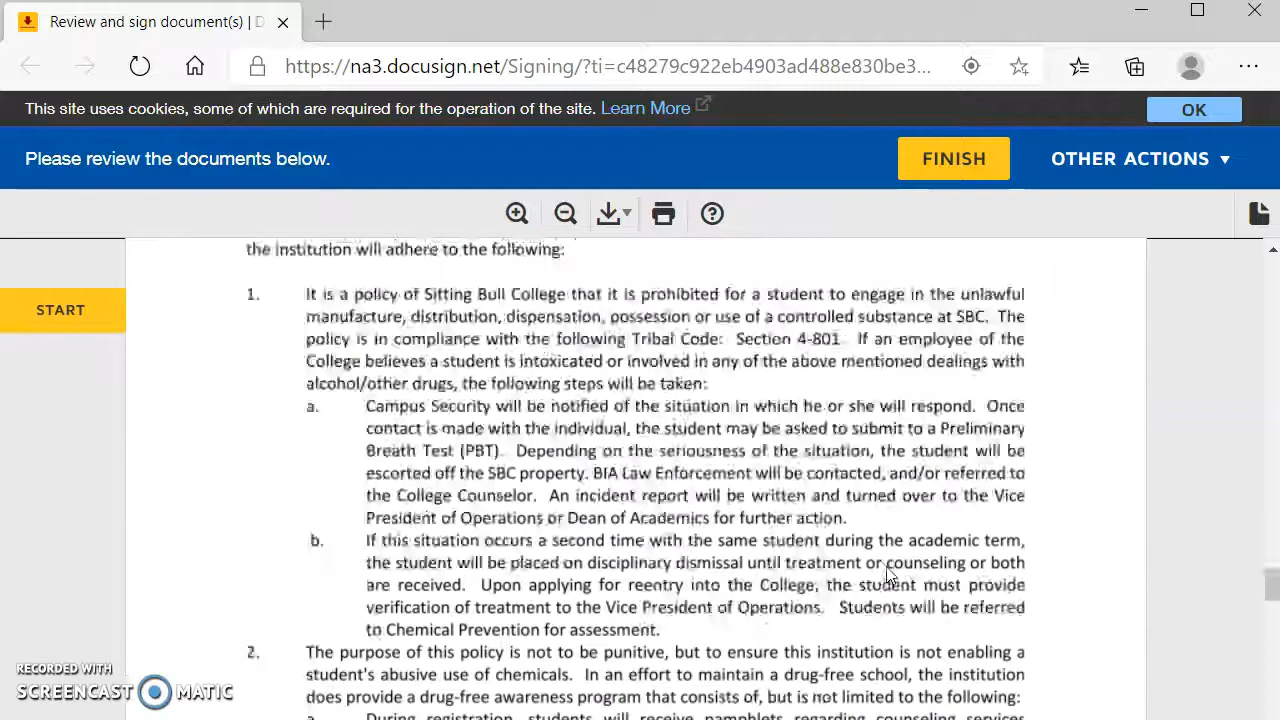 Review and sign document(s) | D
https://na3.docusign.net/Signing/?ti=c48279c922eb4903ad488e830be3...
This site uses cookies, some of which are required for the operation of the site. Learn More
OK
Please review the documents below.
FINISH
OTHER ACTIONS
START
the institution will adhere to the following:
1. It is a policy of Sitting Bull College that it is prohibited for a student to engage in the unlawful
manufacture, distribution, dispensation, possession or use of a controlled substance at SBC. The
policy is in compliance with the following Tribal Code: Section 4-801 If an employee of the
College believes a student is intoxicated or involved in any of the above mentioned dealings with
alcohol/other drugs, the following steps will be taken:
a. Campus Security will be notified of the situation in which he or she will respond. Once
contact is made with the individual, the student may be asked to submit to a Preliminary
Breath Test (PBT). Depending on the seriousness of the situation, the student will be
escorted off the SBC property. BIA Law Enforcement will be contacted, and/or referred to
the College Counselor. An incident report will be written and turned over to the Vice
President of Operations or Dean of Academics for further action.
b. If this situation occurs a second time with the same student during the academic term,
the student will be placed on disciplinary dismissal until treatment or counseling or both
are received. Upon applying for reentry into the College, the student must provide
verification of treatment to the Vice President of Operations. Students will be referred
to Chemical Prevention for assessment.
2. The purpose of this policy is not to be punitive, but to ensure this institution is not enabling a
student's abusive use of chemicals. In an effort to maintain a drug-free school, the institution
does provide a drug-free awareness program that consists of, but is not limited to the following:
a. During registration, students will receive pamphlets regarding counseling services
RECORDED WITH
SCREENCAST MATIC